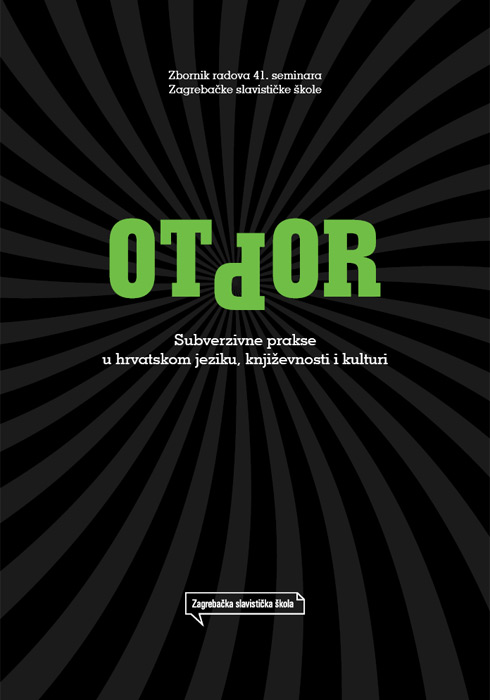 Zbornik radova 41. seminara
Zagrebačke slavističke škole
OTPOR
Subverzivne prakse
u hrvatskom jeziku, književnosti i kulturi
Zagrebačka slavistička škola